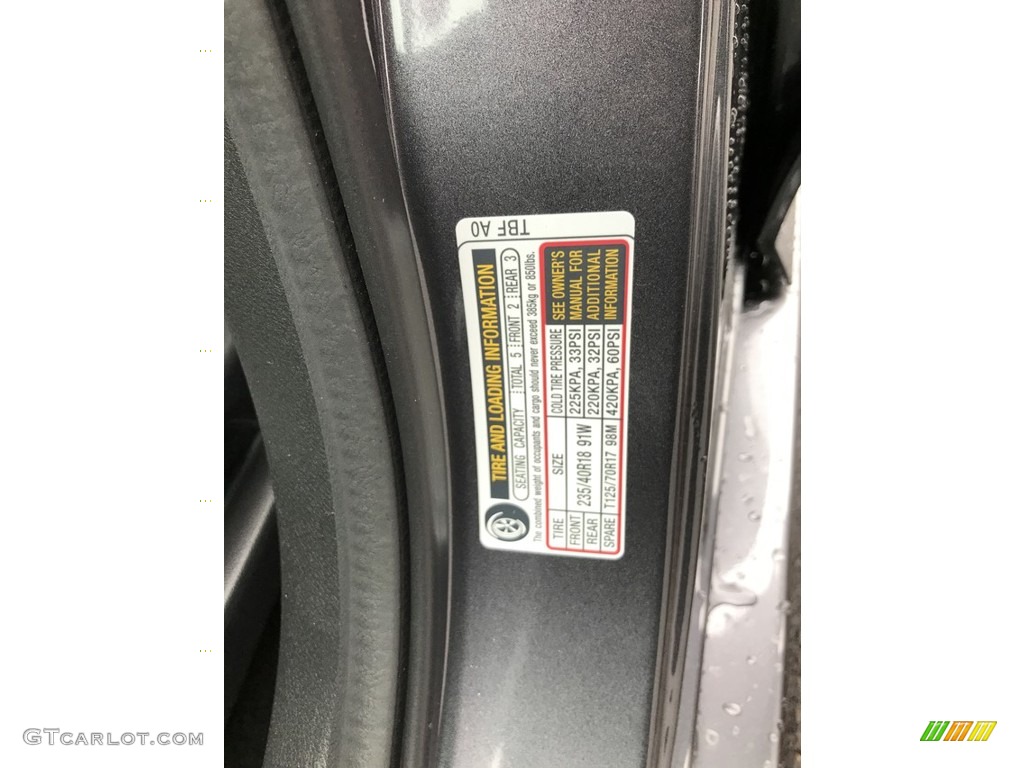 TBF A0
TIRE AND LOADING INFORMATION
SEATING CAPACITY TOTAL 5 FRONT 2 REAR 3
The combined weight of occupants and cargo should never exceed 385kg or 850lbs.
TIRE SIZE COLD TIRE PRESSURE SEE OWNER'S
FRONT 235/40R18 91W 225KPA, 33PSI MANUAL FOR
REAR 220KPA, 32PSI ADDITIONAL
SPARE T125/70R17 98M 420KPA, 60PSI INFORMATION
GTCARLOT.COM